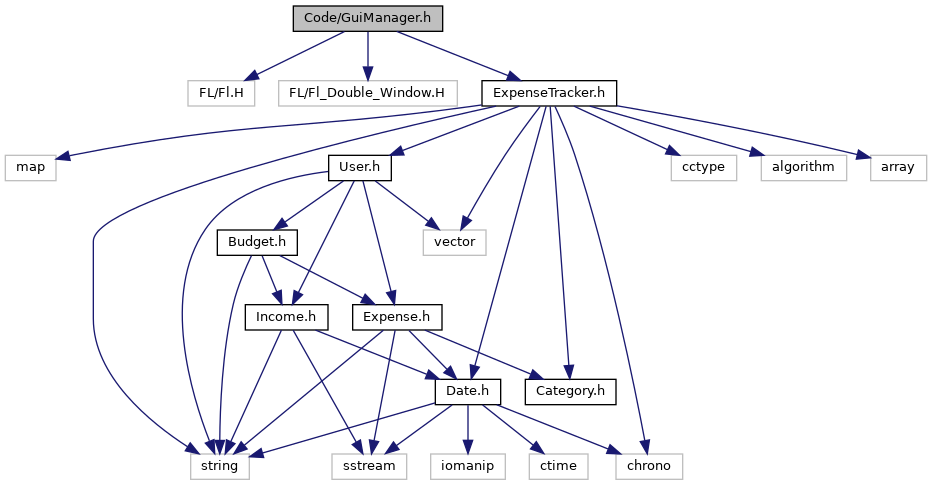 Code/GuiManager.h
FL/Fl.H
FL/Fl_Double_Window.H
ExpenseTracker.h
map
User.h
cctype
algorithm
array
Budget.h
vector
Income.h
Expense.h
Date.h
Category.h
string
sstream
iomanip
ctime
chrono